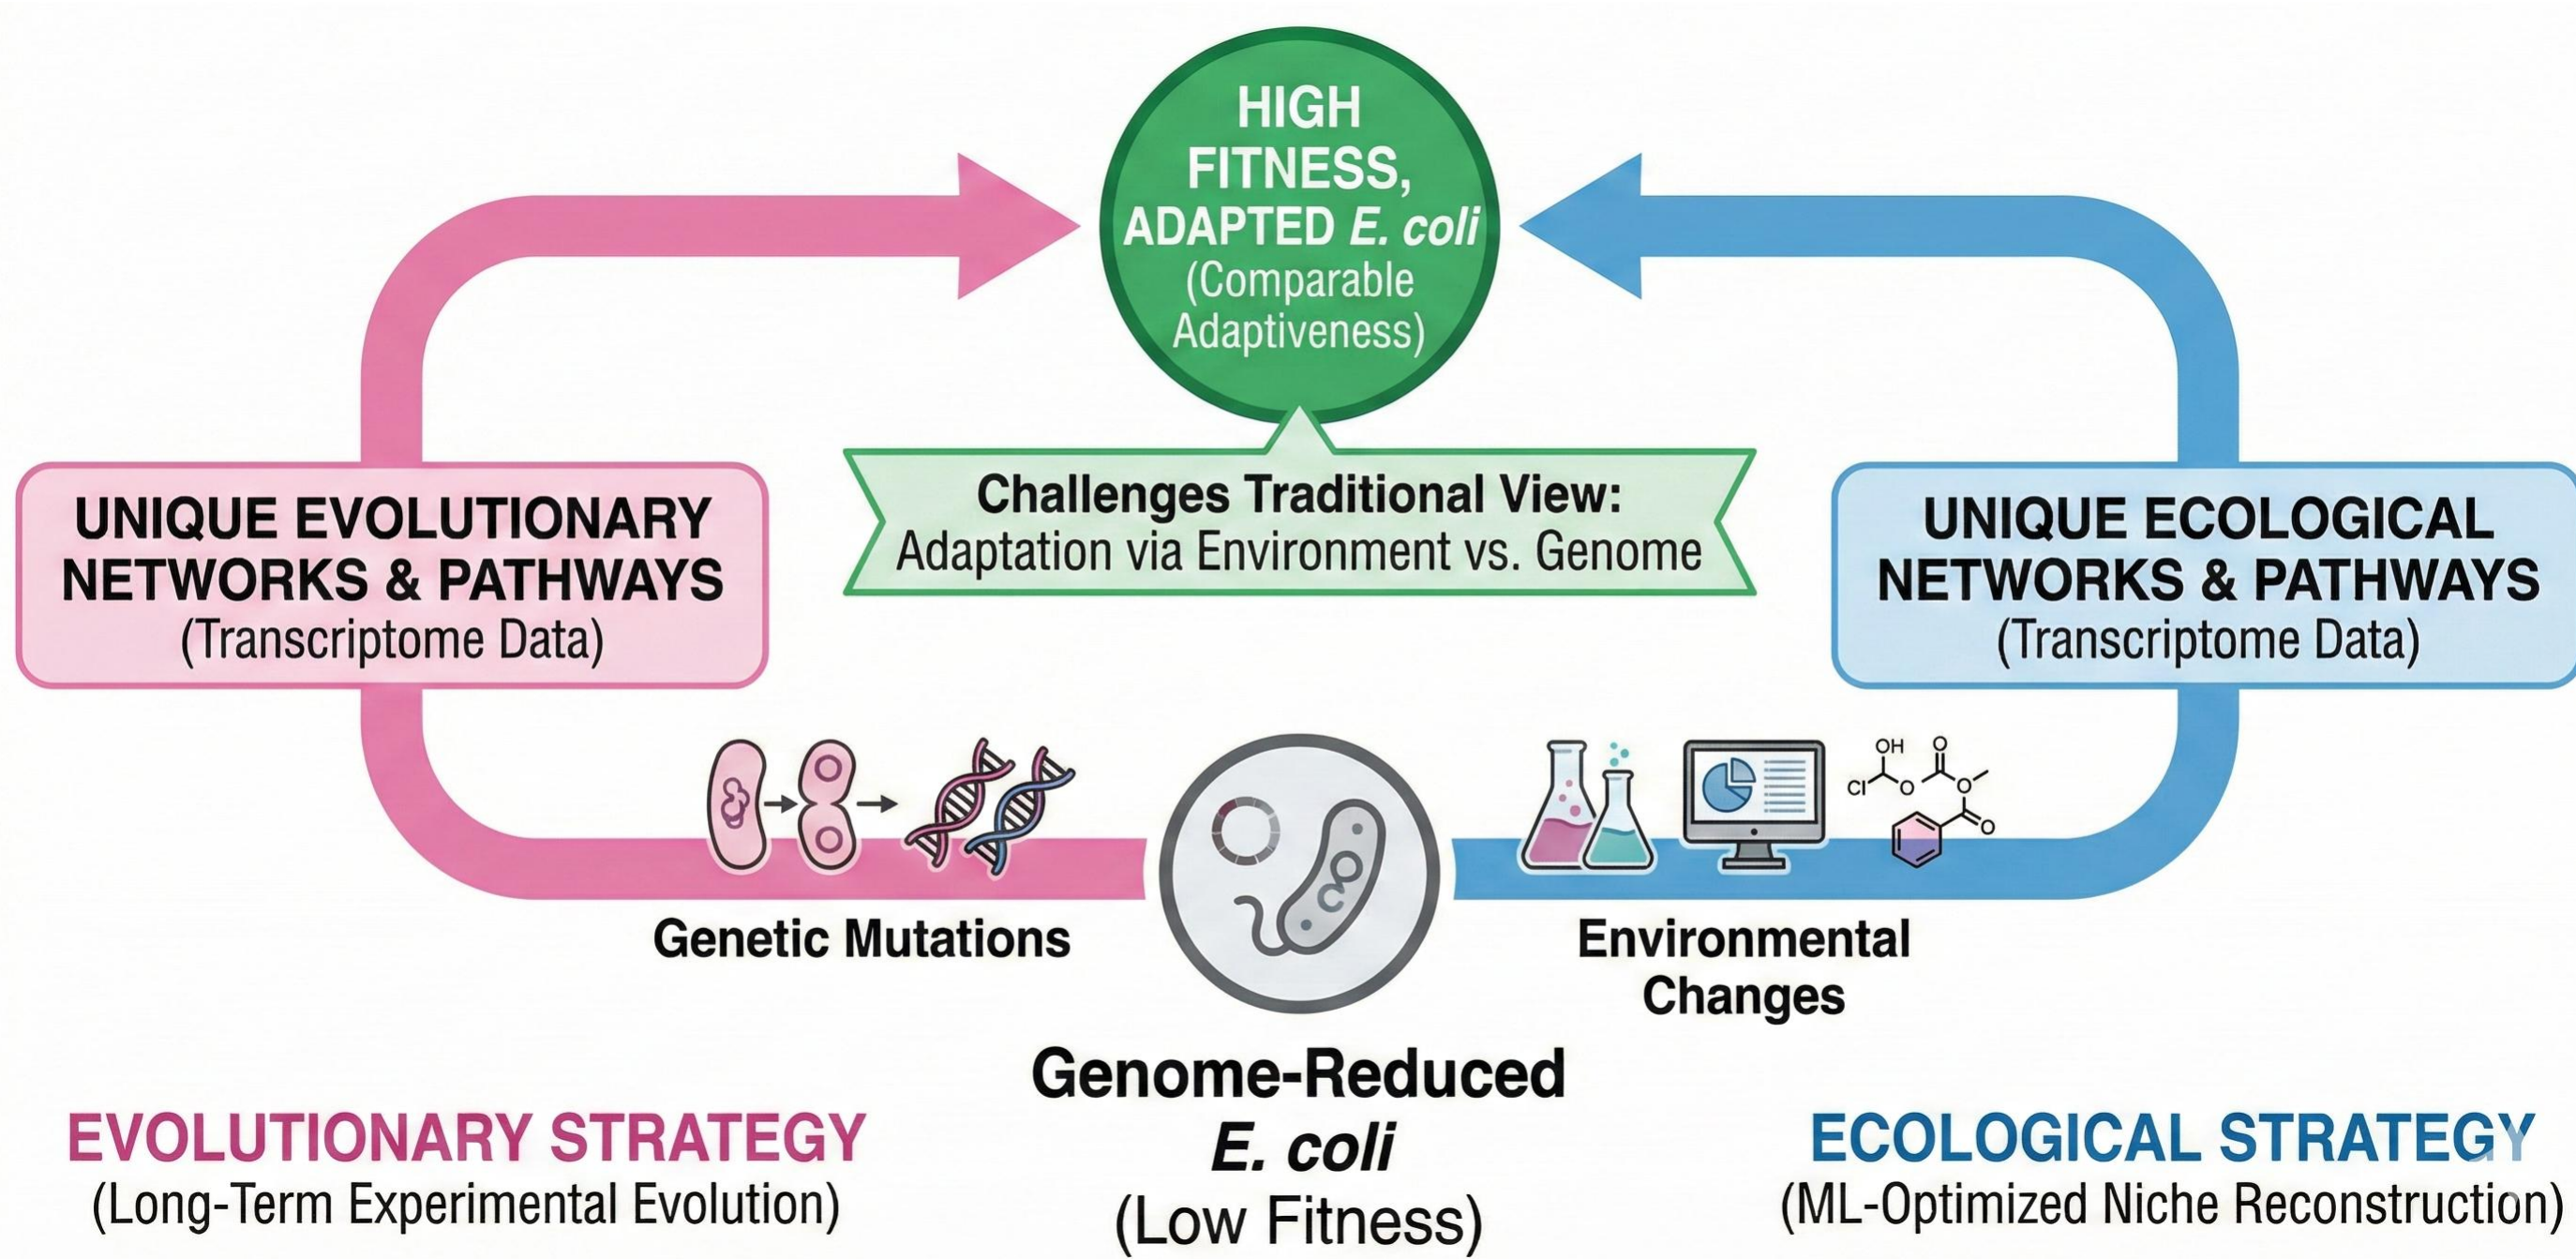 HIGH
FITNESS,
ADAPTED E. coli
(Comparable
Adaptiveness)
Challenges Traditional View:
Adaptation via Environment vs. Genome
UNIQUE EVOLUTIONARY
NETWORKS & PATHWAYS
(Transcriptome Data)
UNIQUE ECOLOGICAL
NETWORKS & PATHWAYS
(Transcriptome Data)
OH
O
Cl
O
O
O
Genetic Mutations
Environmental
Changes
Genome-Reduced
E. coli
(Low Fitness)
EVOLUTIONARY STRATEGY
(Long-Term Experimental Evolution)
ECOLOGICAL STRATEGY
(ML-Optimized Niche Reconstruction)